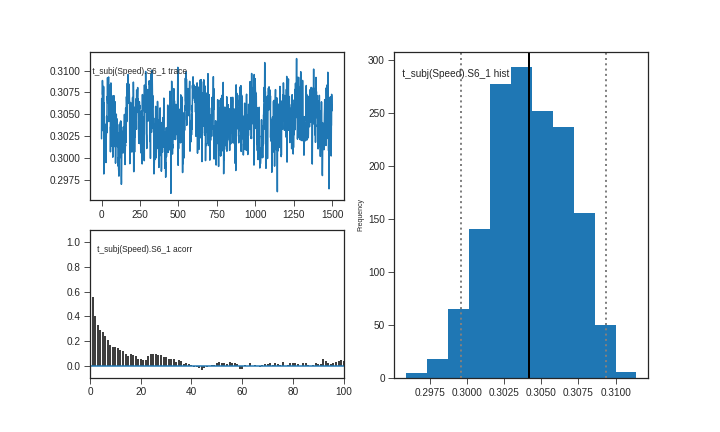 0.3100
0.3075
0.3050
0.3025
0.3000
0.2975
t_subj(Speed).S6_1 trace
0 250 500 750 1000 1250 1500
1.0
0.8
0.6
0.4
0.2
0.0
t_subj(Speed).S6_1 acorr
0 20 40 60 80 100
Frequency
300
250
200
150
100
50
0
t_subj(Speed).S6_1 hist
0.2975 0.3000 0.3025 0.3050 0.3075 0.3100